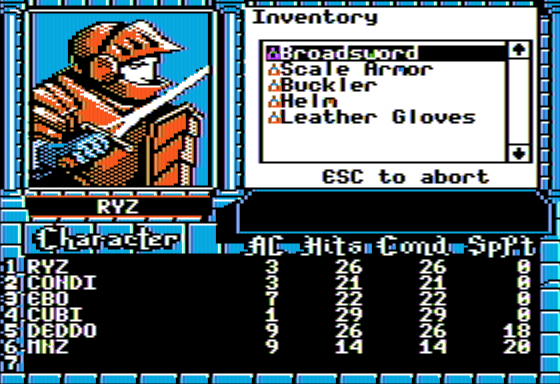 Inventory
Broadsword
Scale Armor
Buckler
Helm
Leather Gloves
ESC to abort
RYZ
Character AC Hits Cond SpPt
1 RYZ 3 26 26 0
2 CONDI 3 21 21 0
3 EBO 7 22 22 0
4 CUBI 1 29 29 0
5 DEDDO 9 26 26 18
6 MNZ 9 14 14 20
7